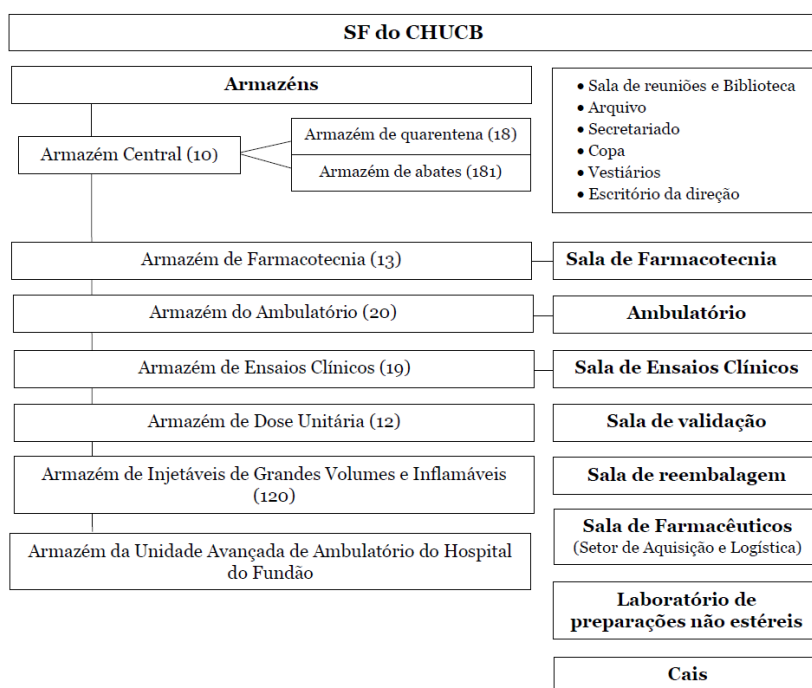 SF do CHUCB
Armazéns
Armazém Central (10)
Armazém de quarentena (18)
Armazém de abates (181)
• Sala de reuniões e Biblioteca
• Arquivo
• Secretariado
• Copa
• Vestiários
• Escritório da direção
Armazém de Farmacotecnia (13)
Sala de Farmacotecnia
Armazém do Ambulatório (20)
Ambulatório
Armazém de Ensaios Clínicos (19)
Sala de Ensaios Clínicos
Armazém de Dose Unitária (12)
Sala de validação
Armazém de Injetáveis de Grandes Volumes e Inflamáveis
(120)
Sala de reembalagem
Armazém da Unidade Avançada de Ambulatório do Hospital
do Fundão
Sala de Farmacêuticos
(Setor de Aquisição e Logística)
Laboratório de
preparações não estéreis
Cais